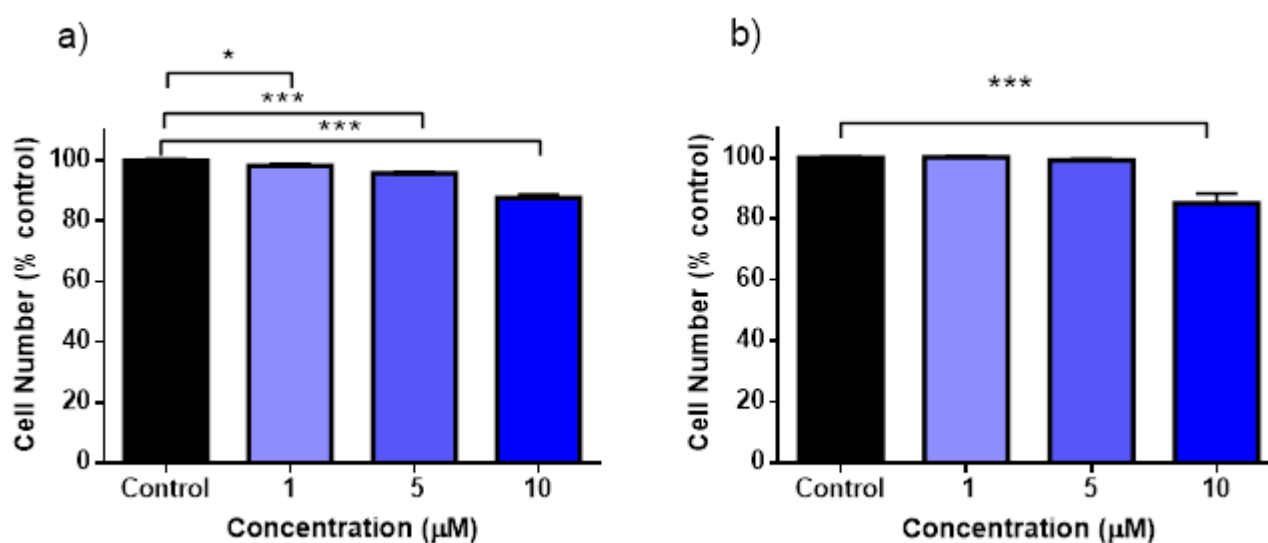 a)
*
***
***
Cell Number (% control)
100
80
60
40
20
0
Control 1 5 10
Concentration (μM)
b)
***
Cell Number (% control)
100
80
60
40
20
0
Control 1 5 10
Concentration (μM)